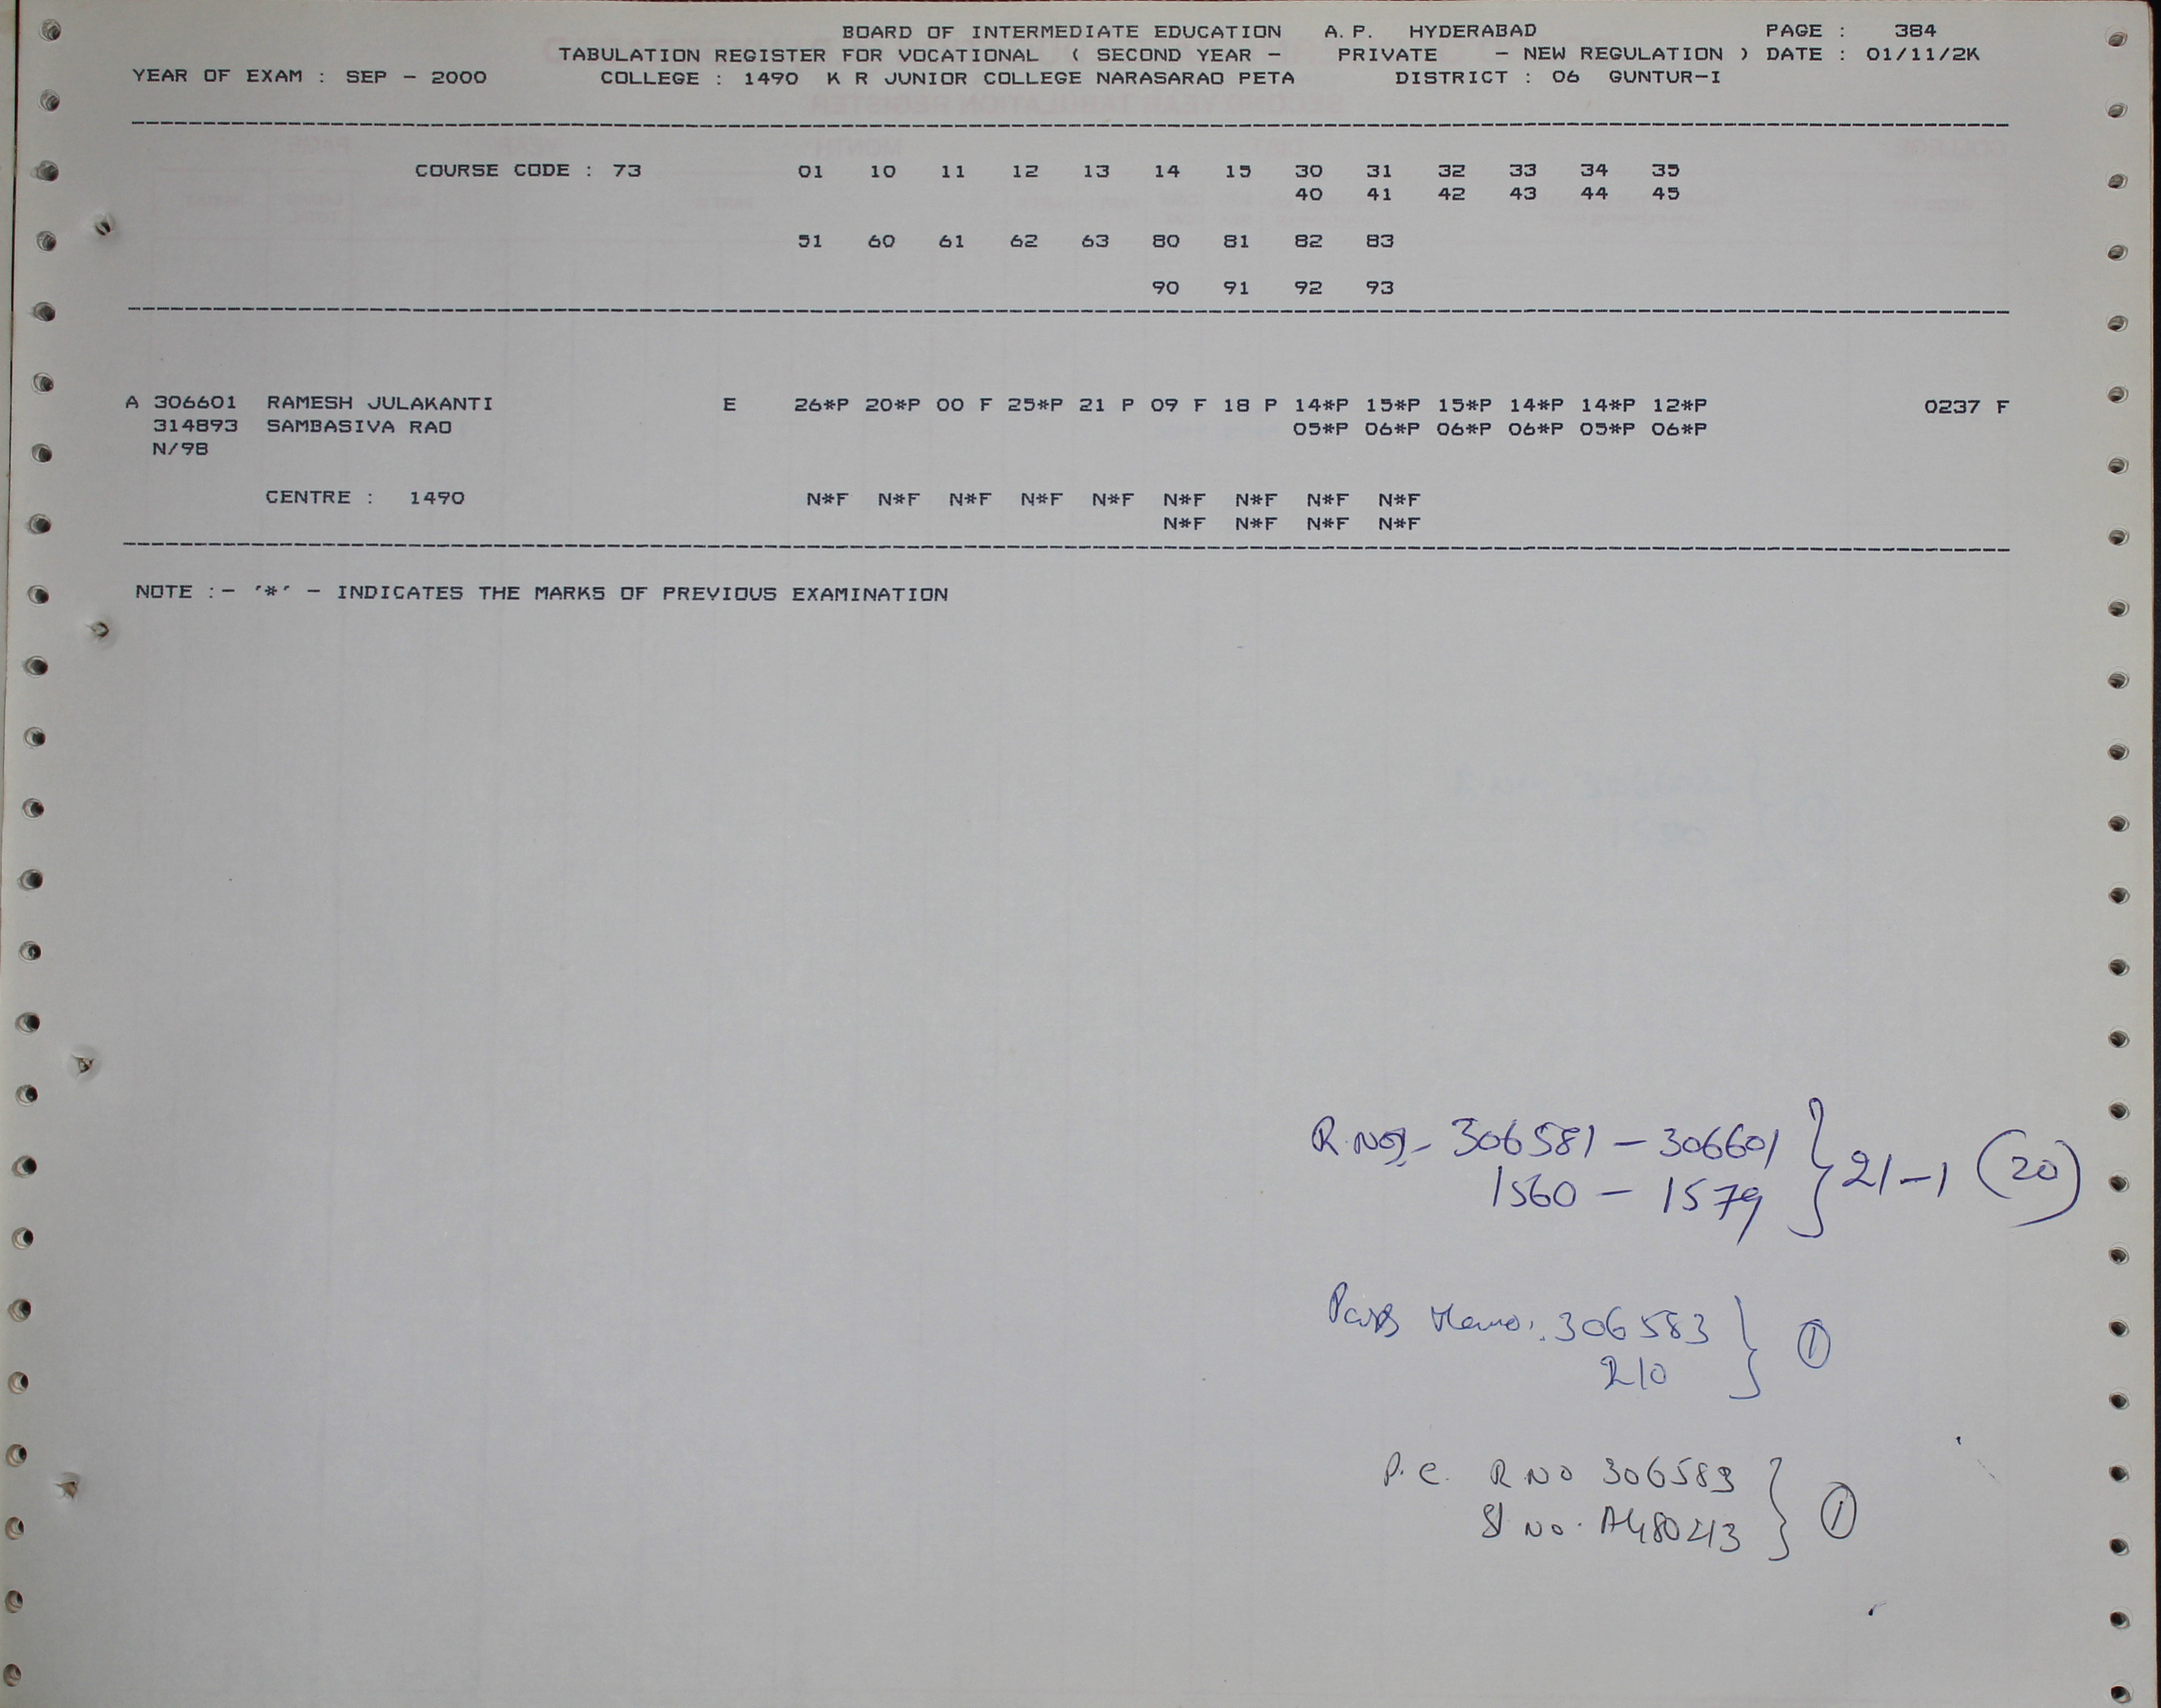 BOARD OF INTERMEDIATE EDUCATION A.P. HYDERABAD PAGE : 384
TABULATION REGISTER FOR VOCATIONAL ( SECOND YEAR - PRIVATE - NEW REGULATION ) DATE : 01/11/2K
YEAR OF EXAM : SEP - 2000 COLLEGE : 1490 K R JUNIOR COLLEGE NARASARAO PETA DISTRICT : 06 GUNTUR-I
COURSE CODE : 73 01 10 11 12 13 14 15 30 31 32 33 34 35
40 41 42 43 44 45
51 60 61 62 63 80 81 82 83
90 91 92 93
A 306601 RAMESH JULAKANTI E 26*P 20*P 00 F 25*P 21 P 09 F 18 P 14*P 15*P 15*P 14*P 14*P 12*P 0237 F
314893 SAMBASIVA RAO 05*P 06*P 06*P 06*P 05*P 06*P
N/98
CENTRE : 1490 N*F N*F N*F N*F N*F N*F N*F N*F N*F
N*F N*F N*F N*F
NOTE :- '*' - INDICATES THE MARKS OF PREVIOUS EXAMINATION
R.Nos:- 306581 - 306601 } 21-1 (20)
1560 - 1579
Pass Memo: 306583 } 1
210
P.C. R NO 306583 } 1
Sl No. A480213